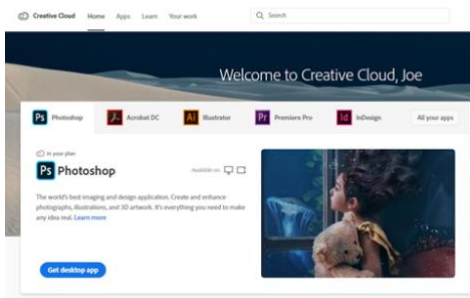 Creative Cloud Home Apps Learn Your work Search
Welcome to Creative Cloud, Joe
Ps Photoshop Acrobat DC Ai Illustrator Pr Premiere Pro Id InDesign All your apps
In your plan
Ps Photoshop Available on:
The world's best imaging and design application. Create and enhance
photographs, illustrations, and 3D artwork. It's everything you need to make
any idea real. Learn more
Get desktop app